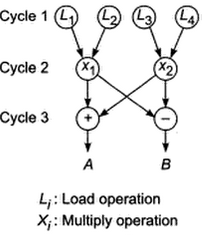 Cycle 1 L1 L2 L3 L4
Cycle 2 x1 x2
Cycle 3 + −
A B
Li : Load operation
Xi : Multiply operation